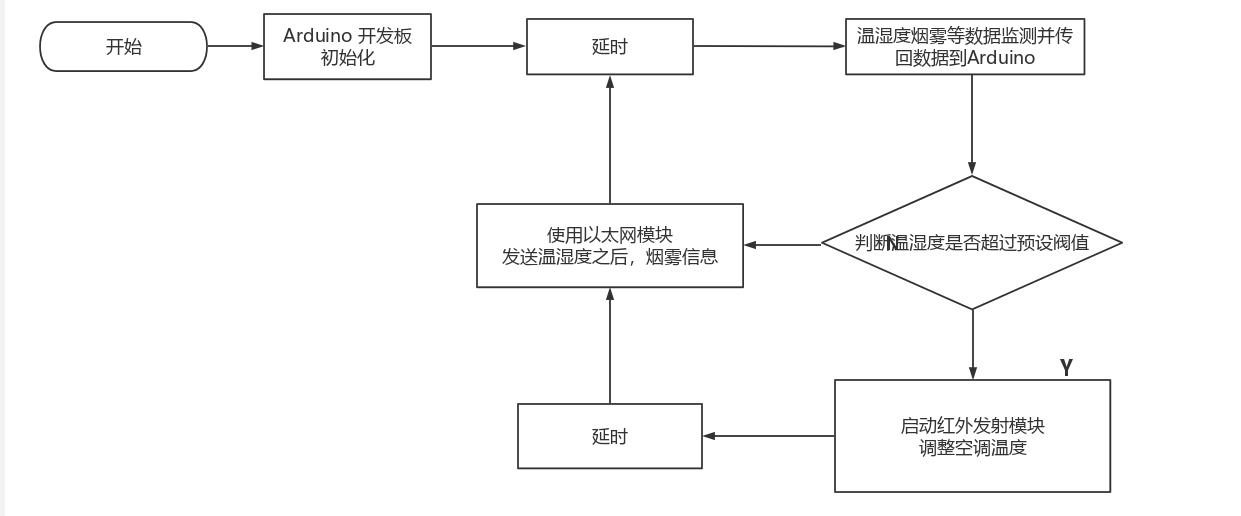 开始
Arduino 开发板
初始化
延时
温湿度烟雾等数据监测并传
回数据到Arduino
使用以太网模块
发送温湿度之后，烟雾信息
判断温湿度是否超过预设阀值
N
Y
延时
启动红外发射模块
调整空调温度